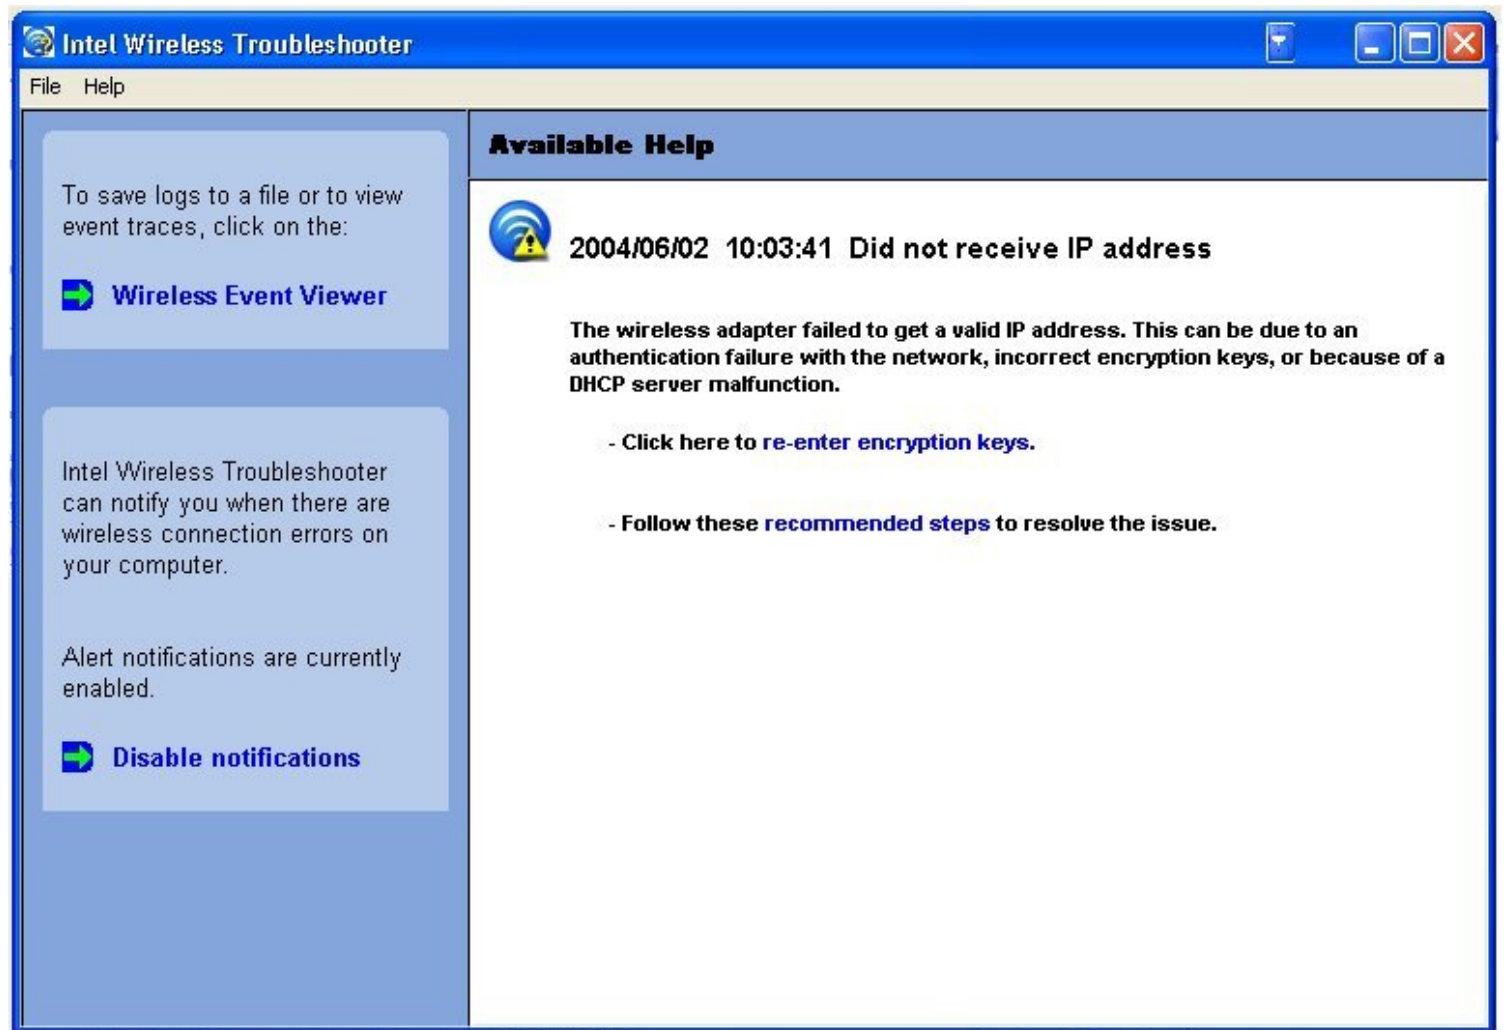 Intel Wireless Troubleshooter
File Help
To save logs to a file or to view
event traces, click on the:
Wireless Event Viewer
Intel Wireless Troubleshooter
can notify you when there are
wireless connection errors on
your computer.
Alert notifications are currently
enabled.
Disable notifications
Available Help
2004/06/02 10:03:41 Did not receive IP address
The wireless adapter failed to get a valid IP address. This can be due to an
authentication failure with the network, incorrect encryption keys, or because of a
DHCP server malfunction.
- Click here to re-enter encryption keys.
- Follow these recommended steps to resolve the issue.